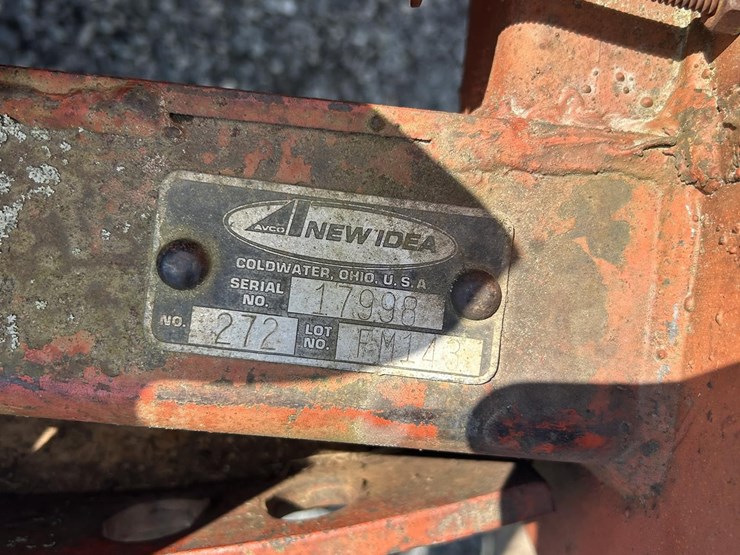 AVCO NEW IDEA
COLDWATER, OHIO, U.S.A
SERIAL NO. 17998
NO. 272 LOT NO. FM143